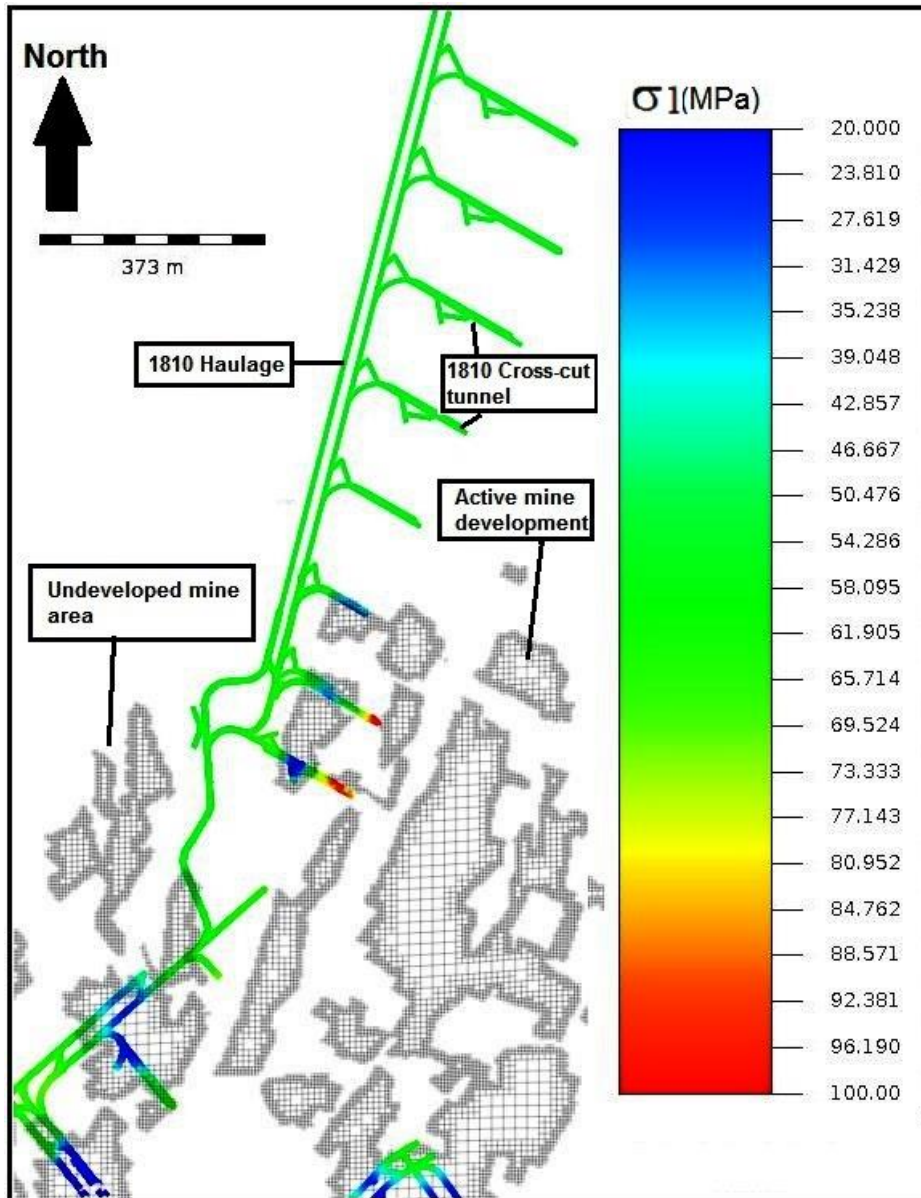 North
373 m
1810 Haulage
1810 Cross-cut
tunnel
Active mine
development
Undeveloped mine
area
σ1(MPa)
20.000
23.810
27.619
31.429
35.238
39.048
42.857
46.667
50.476
54.286
58.095
61.905
65.714
69.524
73.333
77.143
80.952
84.762
88.571
92.381
96.190
100.00